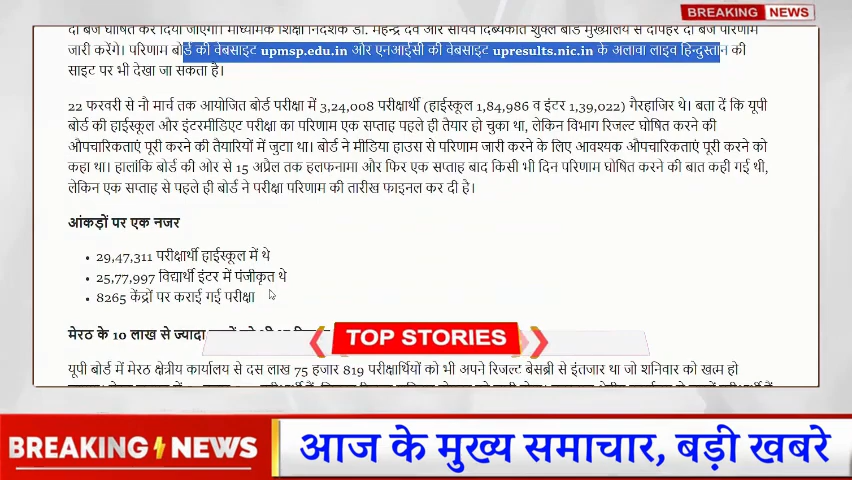 BREAKING NEWS
दो बजे घोषित कर दिया जाएगा। माध्यमिक शिक्षा निदेशक डॉ. महेन्द्र देव और सचिव दिब्यकांत शुक्ल बोर्ड मुख्यालय से दोपहर दो बजे परिणाम
जारी करेंगे। परिणाम बोर्ड की वेबसाइट upmsp.edu.in और एनआईसी की वेबसाइट upresults.nic.in के अलावा लाइव हिन्दुस्तान की
साइट पर भी देखा जा सकता है।
22 फरवरी से नौ मार्च तक आयोजित बोर्ड परीक्षा में 3,24,008 परीक्षार्थी (हाईस्कूल 1,84,986 व इंटर 1,39,022) गैरहाजिर थे। बता दें कि यूपी
बोर्ड की हाईस्कूल और इंटरमीडिएट परीक्षा का परिणाम एक सप्ताह पहले ही तैयार हो चुका था, लेकिन विभाग रिजल्ट घोषित करने की
औपचारिकताएं पूरी करने की तैयारियों में जुटा था। बोर्ड ने मीडिया हाउस से परिणाम जारी करने के लिए आवश्यक औपचारिकताएं पूरी करने को
कहा था। हालांकि बोर्ड की ओर से 15 अप्रैल तक हलफनामा और फिर एक सप्ताह बाद किसी भी दिन परिणाम घोषित करने की बात कही गई थी,
लेकिन एक सप्ताह से पहले ही बोर्ड ने परीक्षा परिणाम की तारीख फाइनल कर दी है।
आंकड़ों पर एक नजर
• 29,47,311 परीक्षार्थी हाईस्कूल में थे
• 25,77,997 विद्यार्थी इंटर में पंजीकृत थे
• 8265 केंद्रों पर कराई गई परीक्षा
मेरठ के 10 लाख से ज्यादा
TOP STORIES
यूपी बोर्ड में मेरठ क्षेत्रीय कार्यालय से दस लाख 75 हजार 819 परीक्षार्थियों को भी अपने रिजल्ट बेसब्री से इंतजार था जो शनिवार को खत्म हो
BREAKING NEWS
आज के मुख्य समाचार, बड़ी खबरे